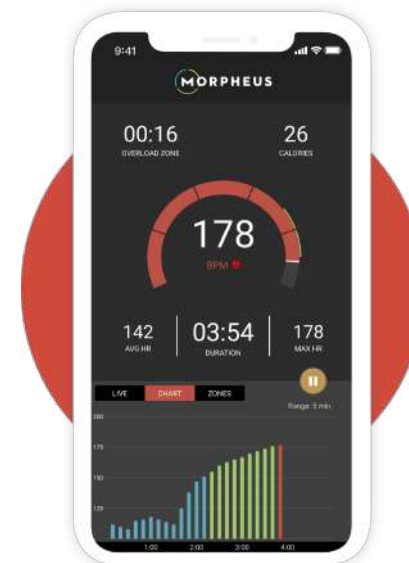 9:41
MORPHEUS
00:16 26
OVERLOAD ZONE CALORIES
178
BPM
142 03:54 178
AVG HR DURATION MAX HR
LIVE CHART ZONES
Range: 5 min
200
175
150
125
1:00 2:00 3:00 4:00